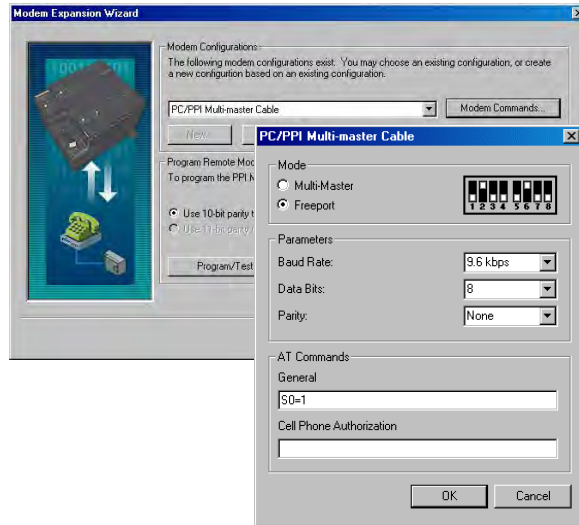 Modem Expansion Wizard
Modem Configurations
The following modem configurations exist. You may choose an existing configuration, or create
a new configurtion based on an existing configuration.
PC/PPI Multi-master Cable
Modem Commands...
New...
Program Remote Mod
To program the PPI M
Use 10-bit parity t
Use 11-bit parity
Program/Test
PC/PPI Multi-master Cable
Mode
Multi-Master
Freeport
1 2 3 4 5 6 7 8
Parameters
Baud Rate:
9.6 kbps
Data Bits:
8
Parity:
None
AT Commands
General
S0=1
Cell Phone Authorization
OK
Cancel